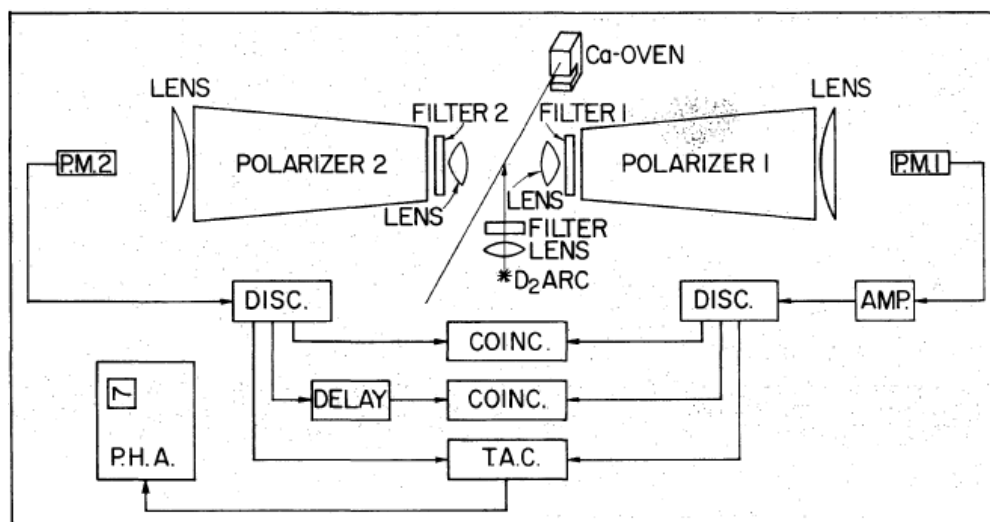 Ca-OVEN
LENS
FILTER 2
FILTER 1
LENS
P.M.2
POLARIZER 2
POLARIZER 1
P.M.1
LENS
LENS
FILTER
LENS
D2 ARC
DISC.
DISC.
AMP.
COINC.
DELAY
COINC.
7
P.H.A.
T.A.C.